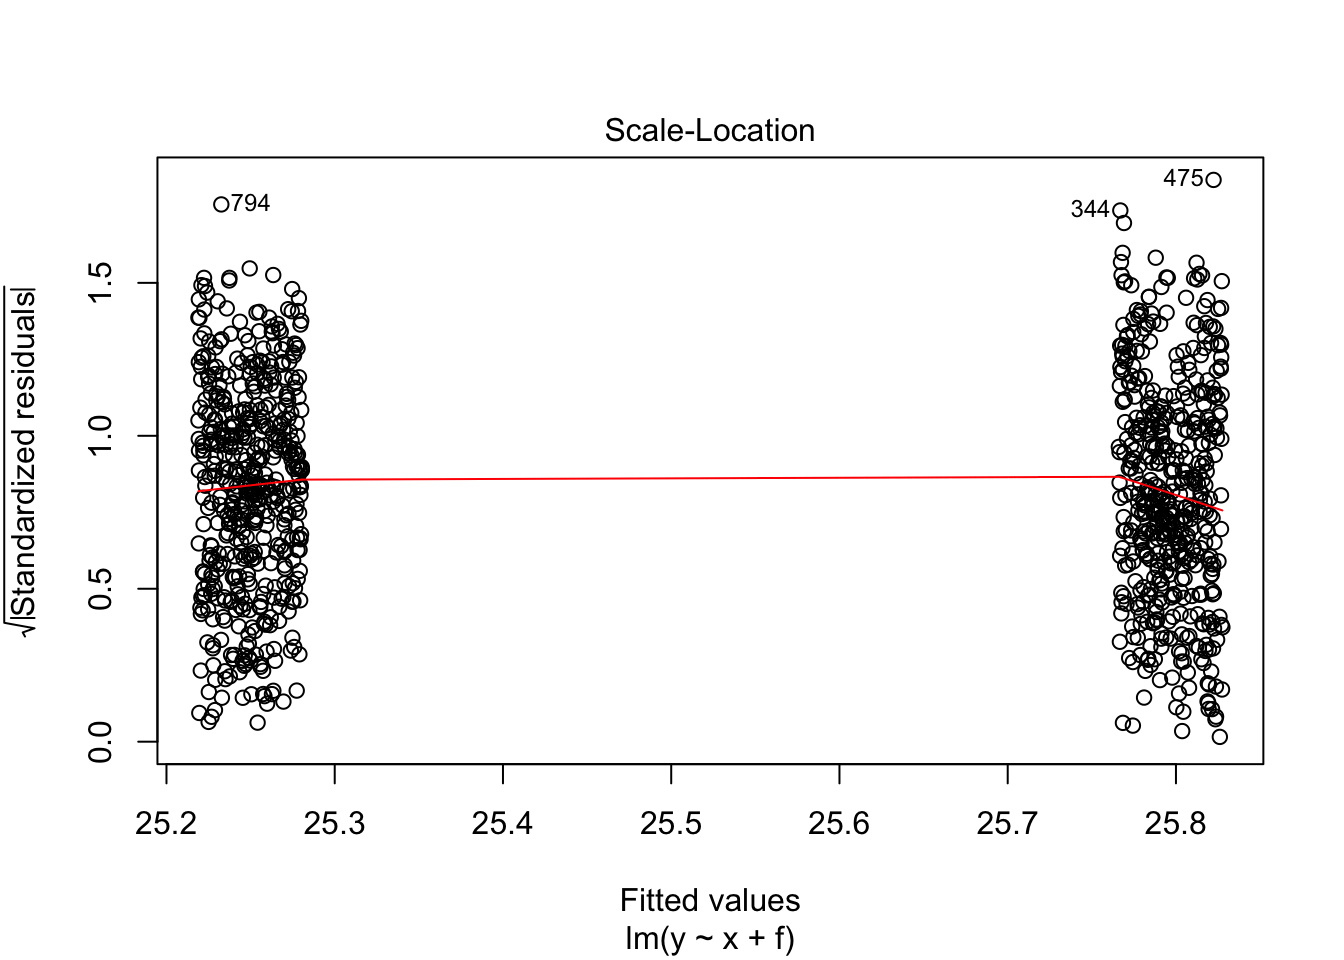 Scale-Location
794
475
344
√|Standardized residuals|
1.5
1.0
0.5
0.0
25.2 25.3 25.4 25.5 25.6 25.7 25.8
Fitted values
lm(y ~ x + f)